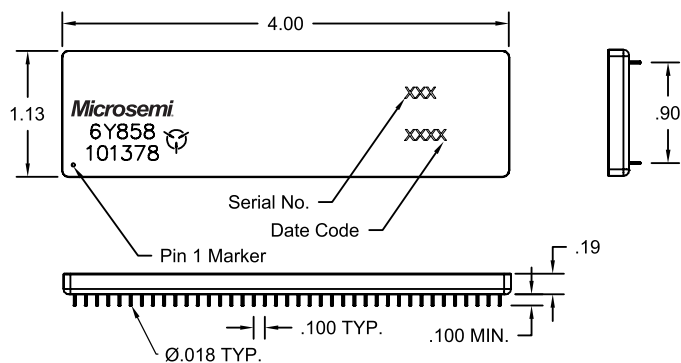 4.00
1.13
Microsemi
6Y858
101378
XXX
XXXX
.90
Serial No.
Date Code
Pin 1 Marker
.19
.100 TYP.
.100 MIN.
Ø.018 TYP.